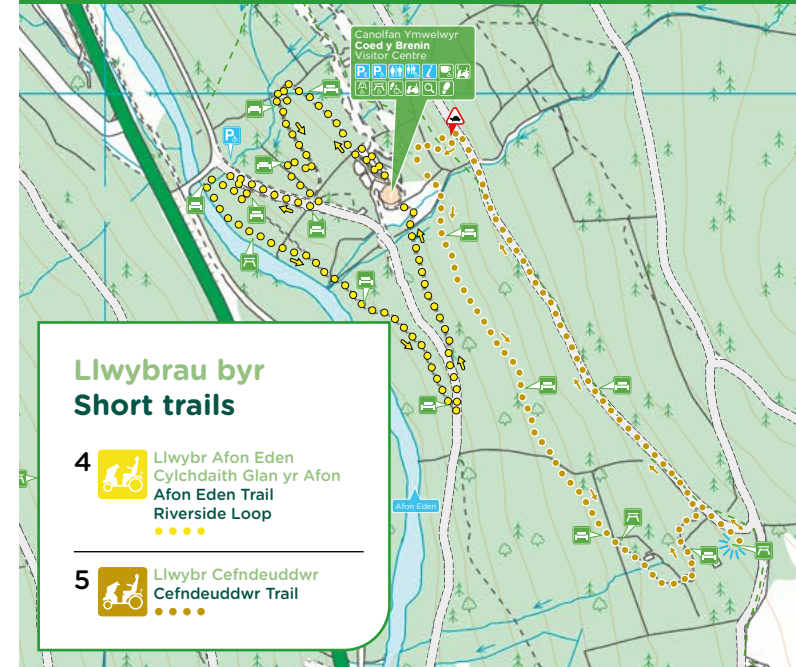 Canolfan Ymwelwyr
Coed y Brenin
Visitor Centre
P P i
P
Llwybrau byr
Short trails
4
Llwybr Afon Eden
Cylchdaith Glan yr Afon
Afon Eden Trail
Riverside Loop
5
Llwybr Cefndeuddwr
Cefndeuddwr Trail
Afon Eden